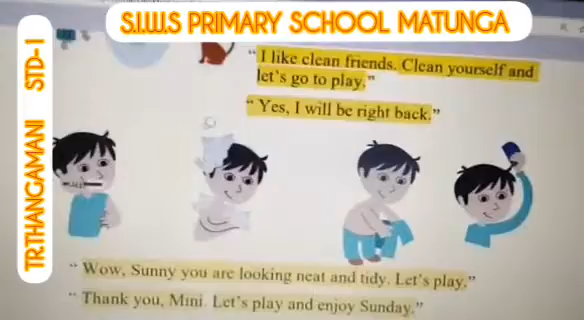 S.I.W.S PRIMARY SCHOOL MATUNGA
TR.THANGAMANI STD- I
“ I like clean friends. Clean yourself and
let's go to play.”
“ Yes, I will be right back.”
“ Wow, Sunny you are looking neat and tidy. Let's play.”
“ Thank you, Mini. Let's play and enjoy Sunday.”